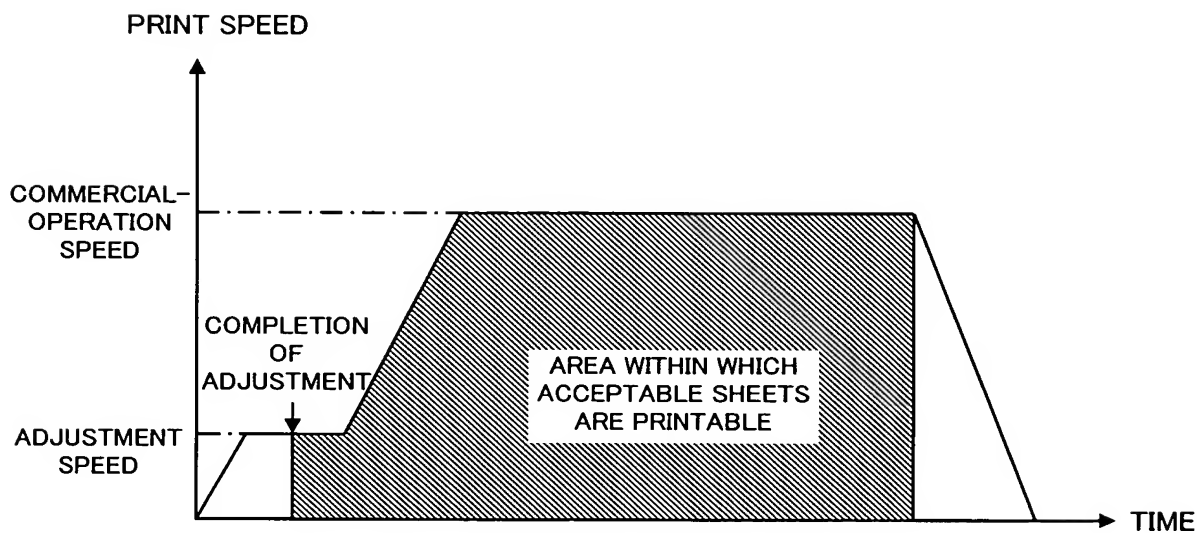 PRINT SPEED
COMMERCIAL-
OPERATION
SPEED
COMPLETION
OF
ADJUSTMENT
AREA WITHIN WHICH
ACCEPTABLE SHEETS
ARE PRINTABLE
ADJUSTMENT
SPEED
TIME